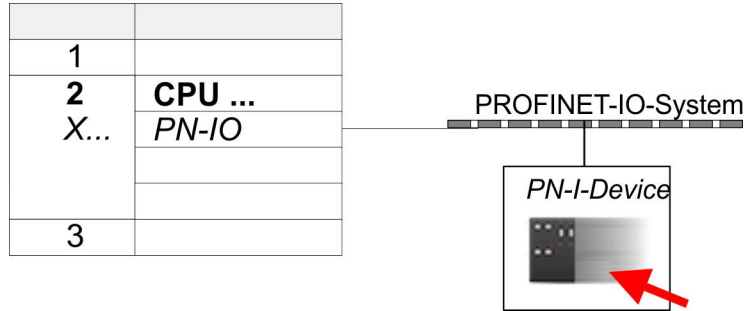 1
2 CPU ...
X... PN-IO
3
PROFINET-IO-System
PN-I-Device